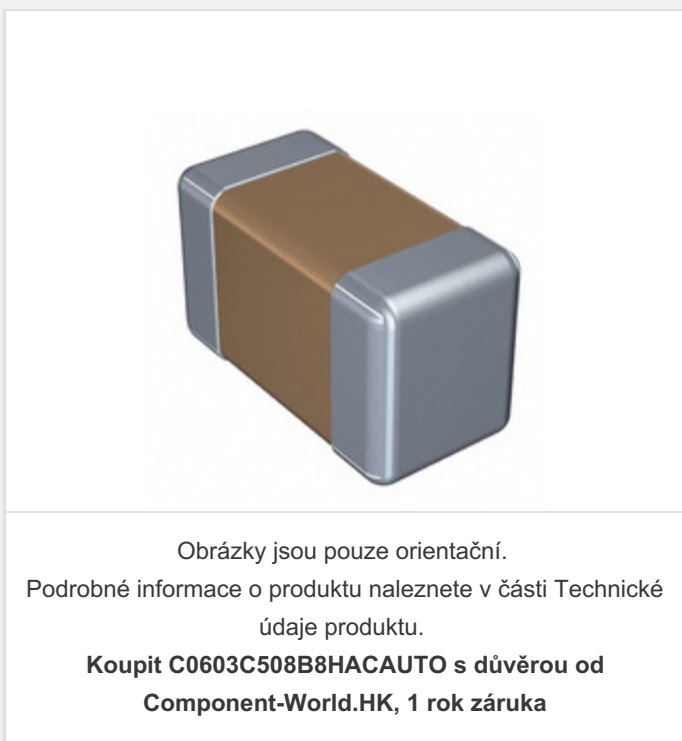 Obrázky jsou pouze orientační.
Podrobné informace o produktu naleznete v části Technické
údaje produktu.
Koupit C0603C508B8HACAUTO s důvěrou od
Component-World.HK, 1 rok záruka